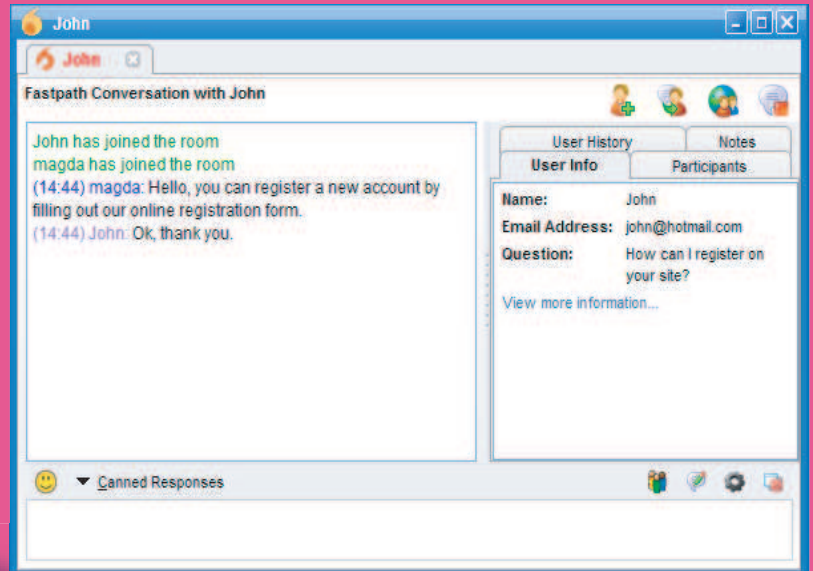 John
John
Fastpath Conversation with John
John has joined the room
magda has joined the room
(14:44) magda: Hello, you can register a new account by
filling out our online registration form.
(14:44) John: Ok, thank you.
User History
Notes
User Info
Participants
Name: John
Email Address: john@hotmail.com
Question: How can I register on
your site?
View more information...
Canned Responses